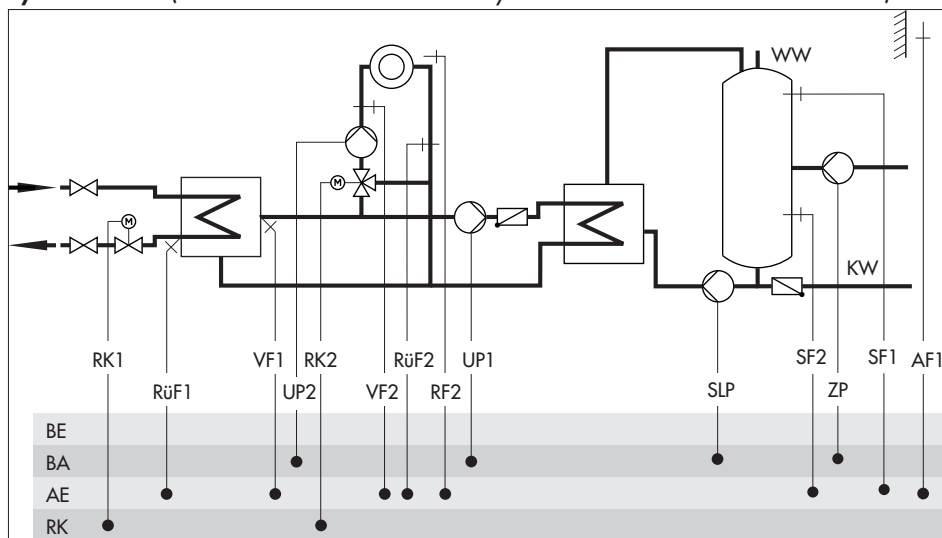 WW
M
M
KW
RK1 VF1 RK2 RüF2 UP1 SF2 SF1 AF1
RüF1 UP2 VF2 RF2 SLP ZP
BE
BA
AE
RK